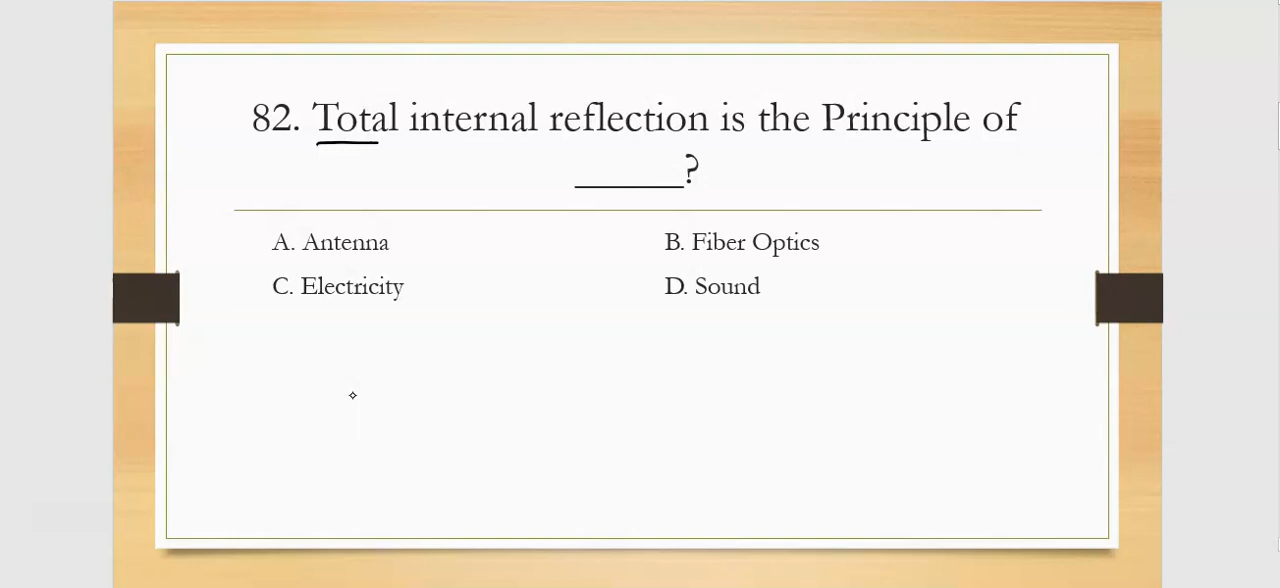 82. Total internal reflection is the Principle of
______?
A. Antenna
B. Fiber Optics
C. Electricity
D. Sound